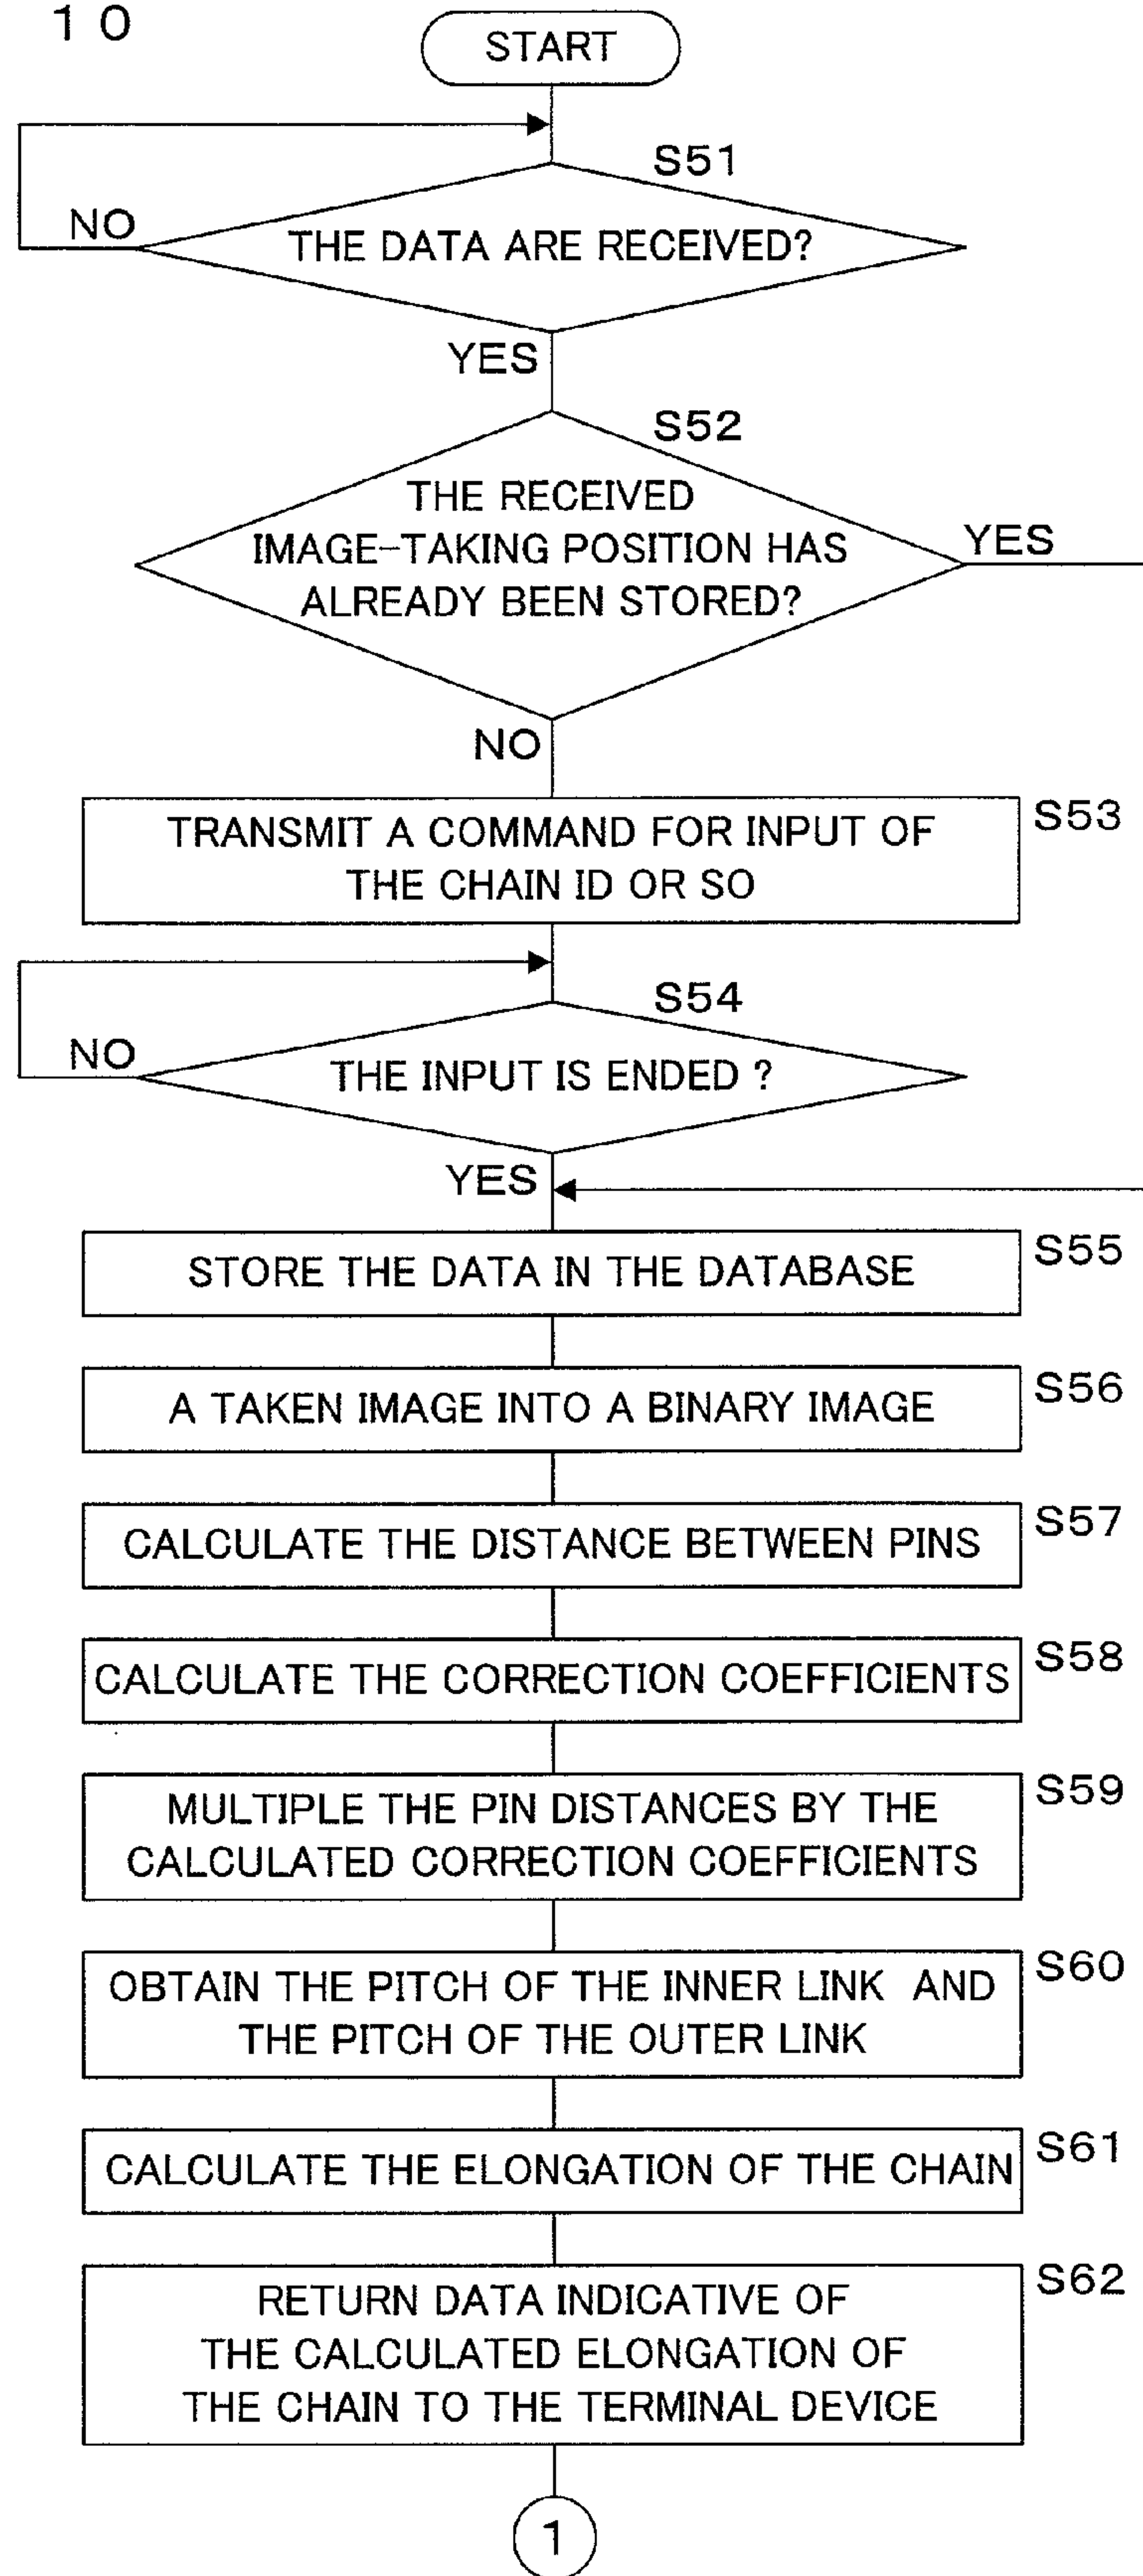 10
START
S51
NO
THE DATA ARE RECEIVED?
YES
S52
THE RECEIVED
IMAGE-TAKING POSITION HAS
ALREADY BEEN STORED?
YES
NO
S53
TRANSMIT A COMMAND FOR INPUT OF
THE CHAIN ID OR SO
S54
NO
THE INPUT IS ENDED ?
YES
S55
STORE THE DATA IN THE DATABASE
S56
A TAKEN IMAGE INTO A BINARY IMAGE
S57
CALCULATE THE DISTANCE BETWEEN PINS
S58
CALCULATE THE CORRECTION COEFFICIENTS
S59
MULTIPLE THE PIN DISTANCES BY THE
CALCULATED CORRECTION COEFFICIENTS
S60
OBTAIN THE PITCH OF THE INNER LINK AND
THE PITCH OF THE OUTER LINK
S61
CALCULATE THE ELONGATION OF THE CHAIN
S62
RETURN DATA INDICATIVE OF
THE CALCULATED ELONGATION OF
THE CHAIN TO THE TERMINAL DEVICE
1